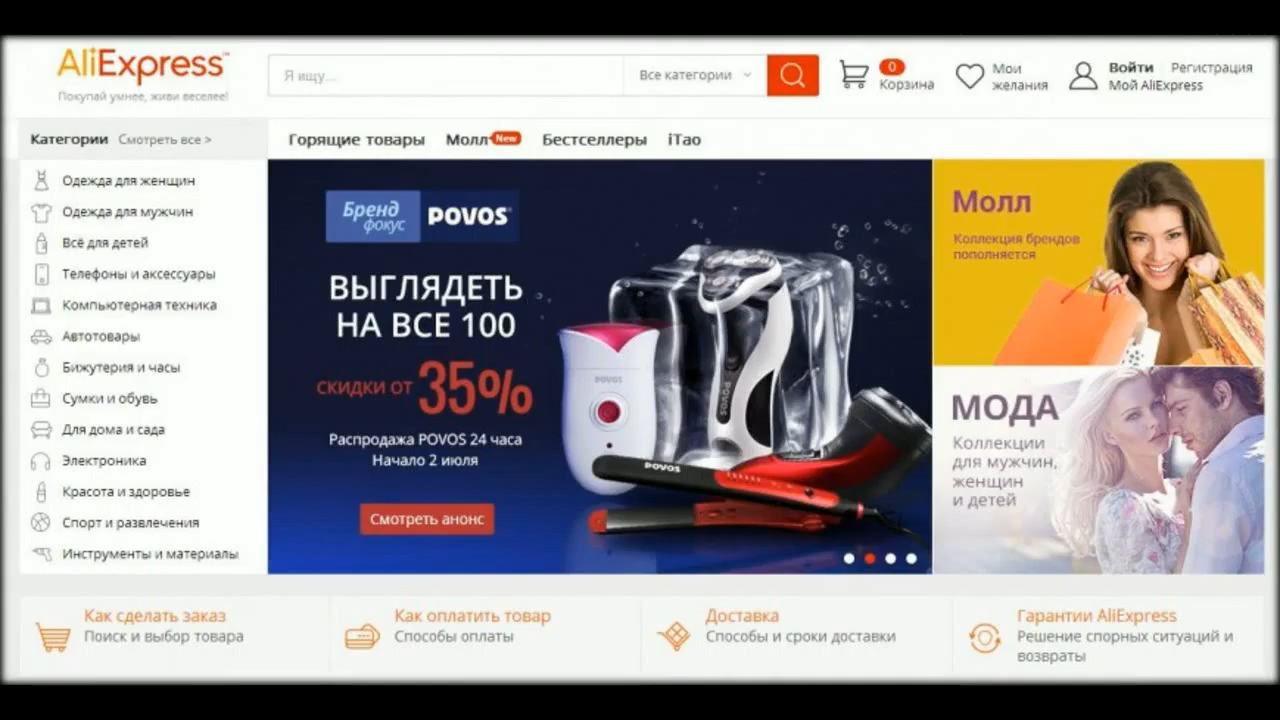 AliExpress™
Покупай умнее, живи веселее!
Я ищу...
Все категории
0
Корзина
Мои
желания
Войти
Регистрация
Мой AliExpress
Категории
Смотреть все >
Горящие товары
Молл New
Бестселлеры
iTao
Одежда для женщин
Одежда для мужчин
Всё для детей
Телефоны и аксессуары
Компьютерная техника
Автотовары
Бижутерия и часы
Сумки и обувь
Для дома и сада
Электроника
Красота и здоровье
Спорт и развлечения
Инструменты и материалы
Бренд
фокус
POVOS
ВЫГЛЯДЕТЬ
НА ВСЕ 100
СКИДКИ ОТ 35%
Распродажа POVOS 24 часа
Начало 2 июля
Смотреть анонс
POVOS
POVOS
POVOS
Молл
Коллекция брендов
пополняется
МОДА
Коллекции
для мужчин,
женщин
и детей
Как сделать заказ
Поиск и выбор товара
Как оплатить товар
Способы оплаты
Доставка
Способы и сроки доставки
Гарантии AliExpress
Решение спорных ситуаций и
возвраты